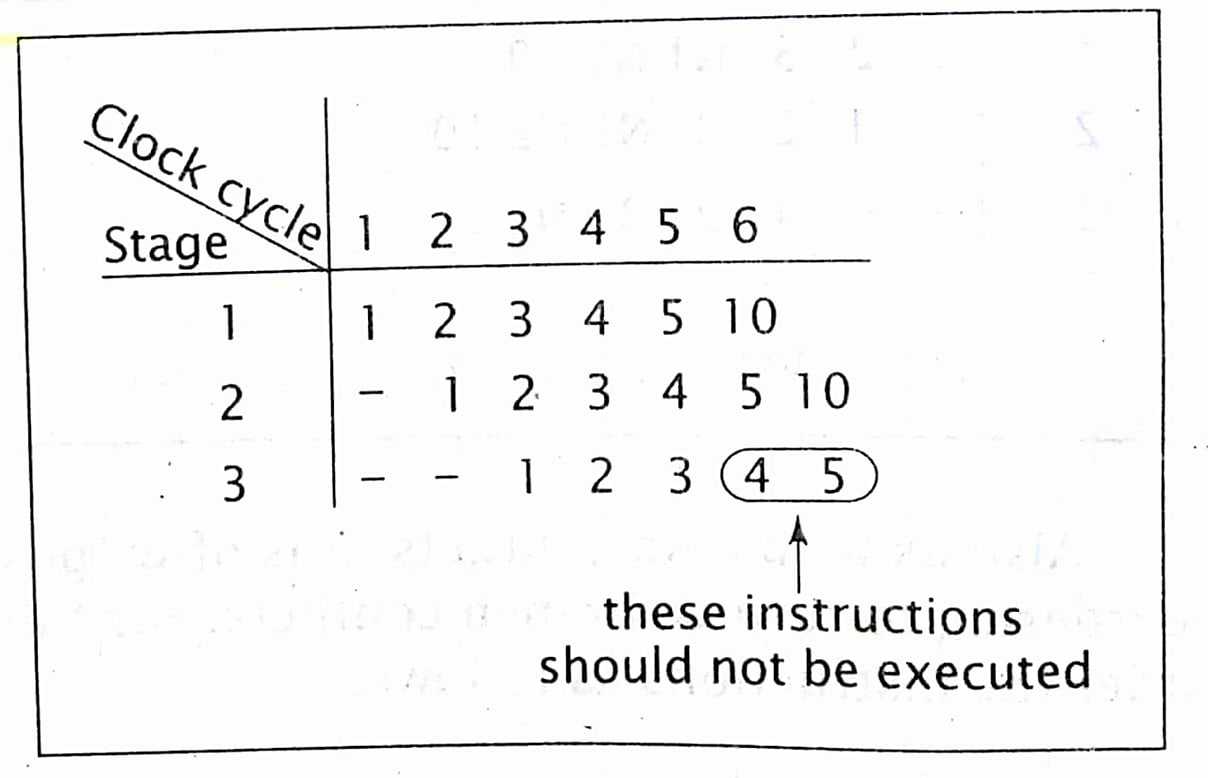 Clock cycle
Stage
1 2 3 4 5 6
1 1 2 3 4 5 10
2 – 1 2 3 4 5 10
3 – – 1 2 3 4 5
these instructions
should not be executed